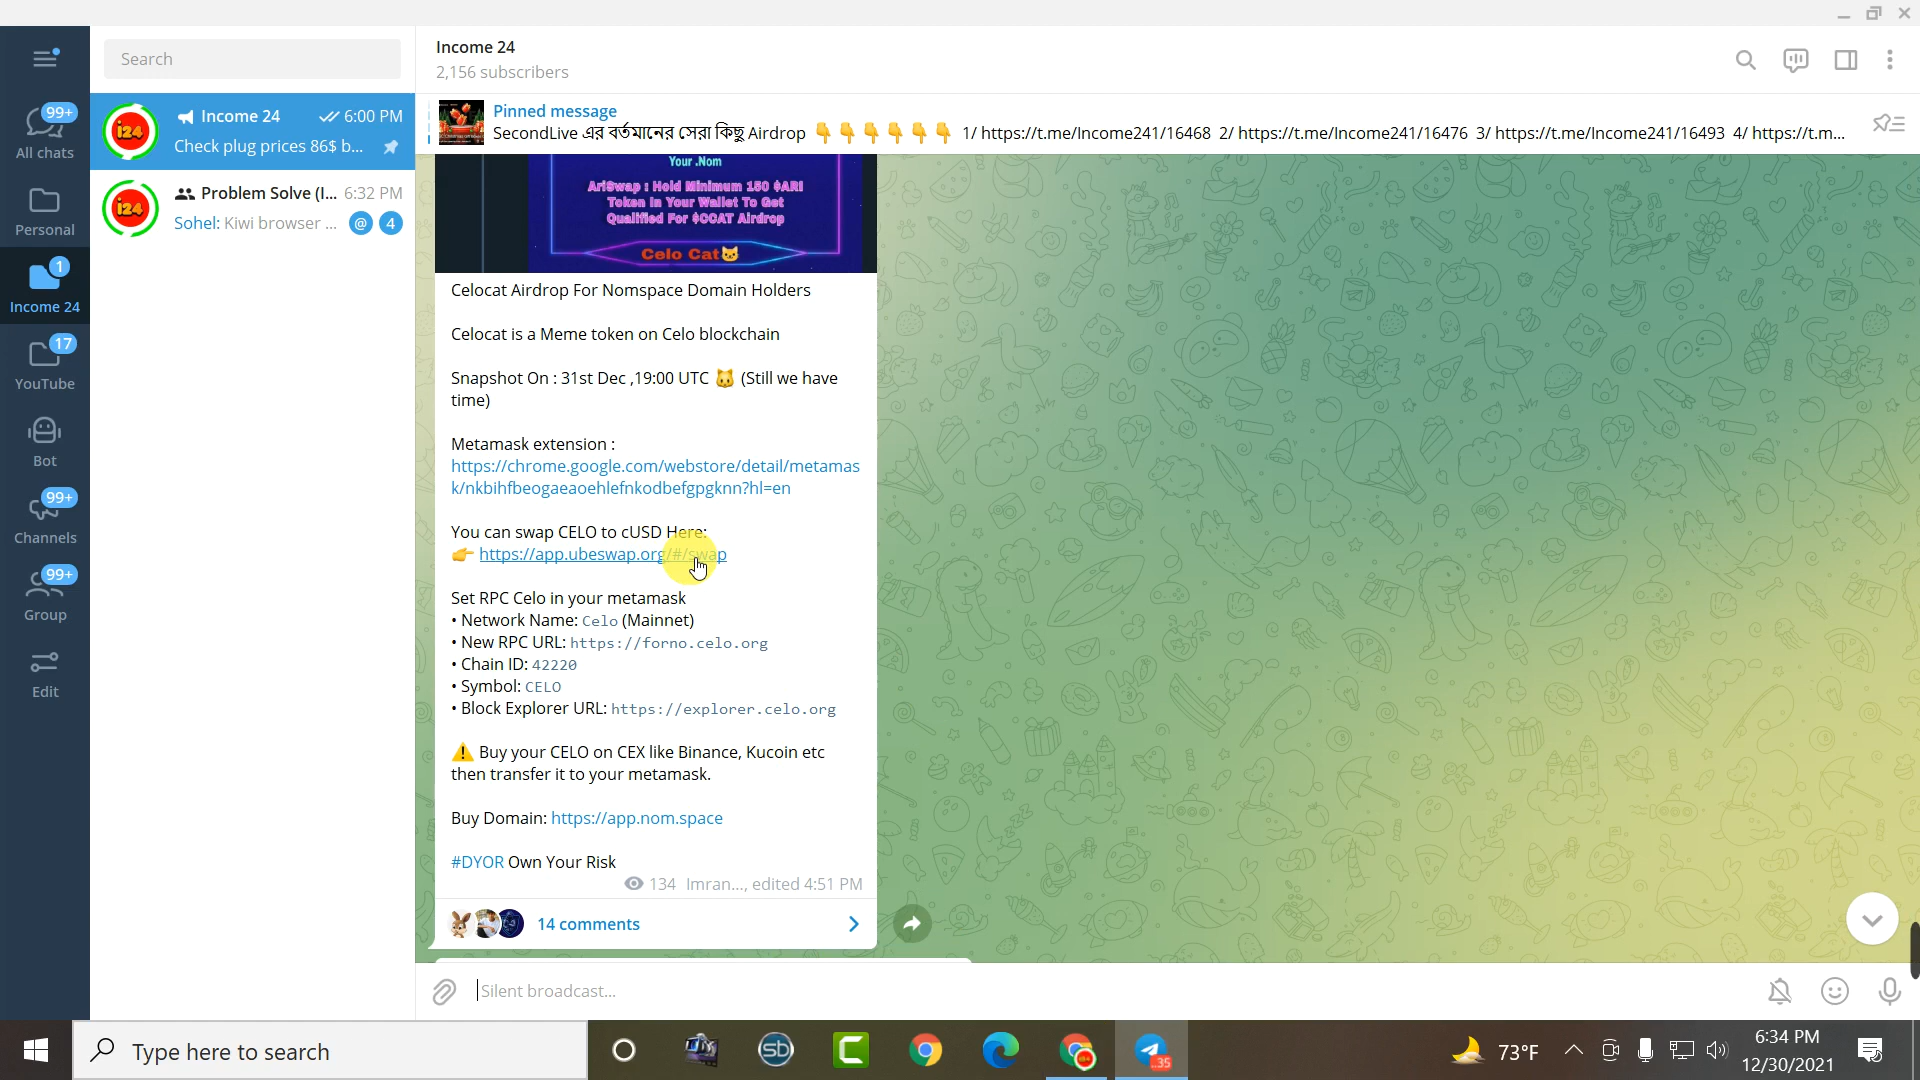 Search
Income 24
2,156 subscribers
99+
All chats
Personal
1
Income 24
17
YouTube
Bot
99+
Channels
99+
Group
Edit
i24
Income 24 6:00 PM
Check plug prices 86$ b...
i24
Problem Solve (I... 6:32 PM
Sohel: Kiwi browser ... @ 4
Pinned message
SecondLive এর বর্তমানের সেরা কিছু Airdrop 👇👇👇👇👇👇 1/ https://t.me/Income241/16468 2/ https://t.me/Income241/16476 3/ https://t.me/Income241/16493 4/ https://t.m...
Your .Nom
AriSwap : Hold Minimum 150 $ARI
Token In Your Wallet To Get
Qualified For $CCAT Airdrop
Celo Cat🐱
Celocat Airdrop For Nomspace Domain Holders
Celocat is a Meme token on Celo blockchain
Snapshot On : 31st Dec ,19:00 UTC 🐱 (Still we have
time)
Metamask extension :
https://chrome.google.com/webstore/detail/metamas
k/nkbihfbeogaeaoehlefnkodbefgpgknn?hl=en
You can swap CELO to cUSD Here:
👉 https://app.ubeswap.org/#/swap
Set RPC Celo in your metamask
• Network Name: Celo (Mainnet)
• New RPC URL: https://forno.celo.org
• Chain ID: 42220
• Symbol: CELO
• Block Explorer URL: https://explorer.celo.org
⚠️ Buy your CELO on CEX like Binance, Kucoin etc
then transfer it to your metamask.
Buy Domain: https://app.nom.space
#DYOR Own Your Risk
134 Imran..., edited 4:51 PM
14 comments
Silent broadcast...
Type here to search
SD
C
..35
73°F
6:34 PM
12/30/2021